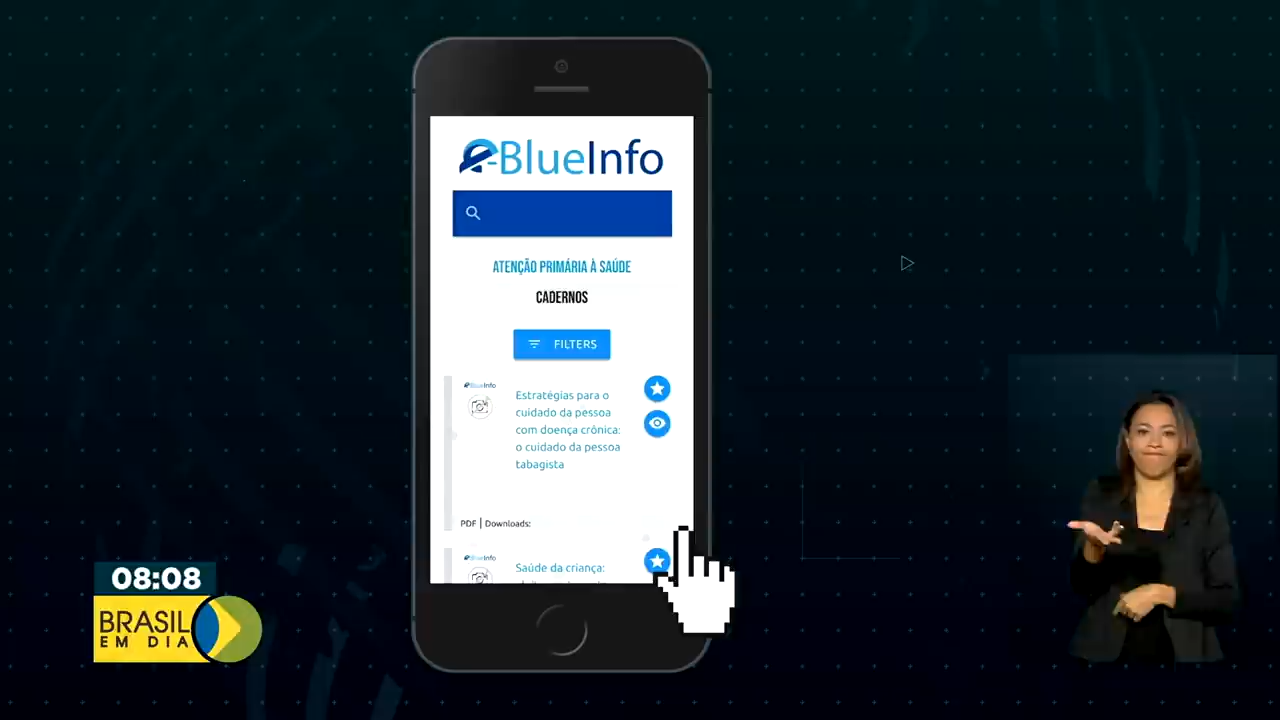 e-BlueInfo
ATENÇÃO PRIMÁRIA À SAÚDE
CADERNOS
FILTERS
e-BlueInfo
Estratégias para o
cuidado da pessoa
com doença crônica:
o cuidado da pessoa
tabagista
PDF | Downloads:
e-BlueInfo
Saúde da criança:
08:08
BRASIL
EM DIA